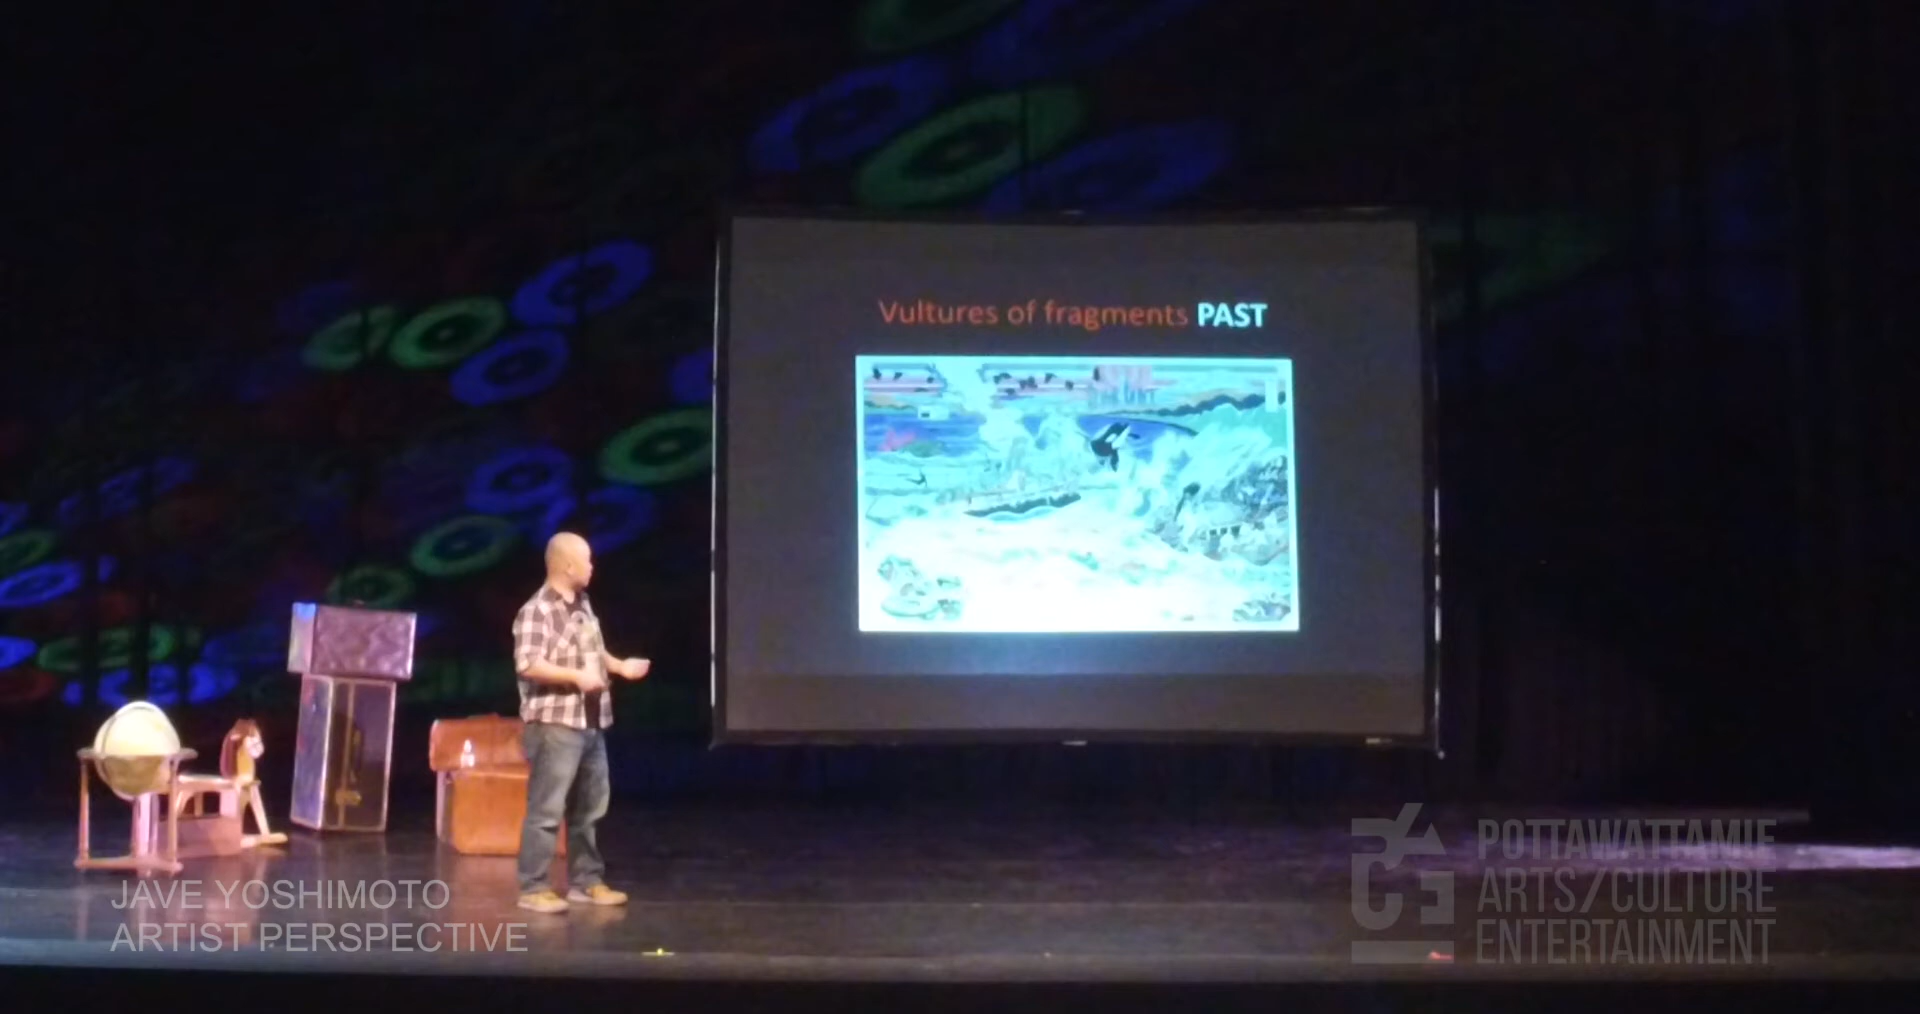 Vultures of fragments PAST
JAVE YOSHIMOTO
ARTIST PERSPECTIVE
POTTAWATTAMIE
ARTS/CULTURE
ENTERTAINMENT